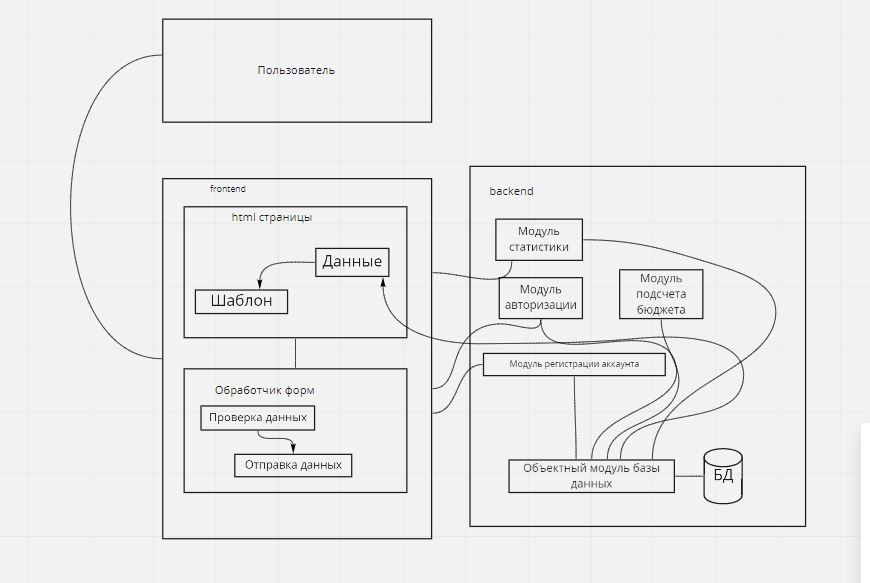 Пользователь
frontend
html страницы
Данные
Шаблон
Обработчик форм
Проверка данных
Отправка данных
backend
Модуль
статистики
Модуль
авторизации
Модуль
подсчета
бюджета
Модуль регистрации аккаунта
Объектный модуль базы
данных
БД